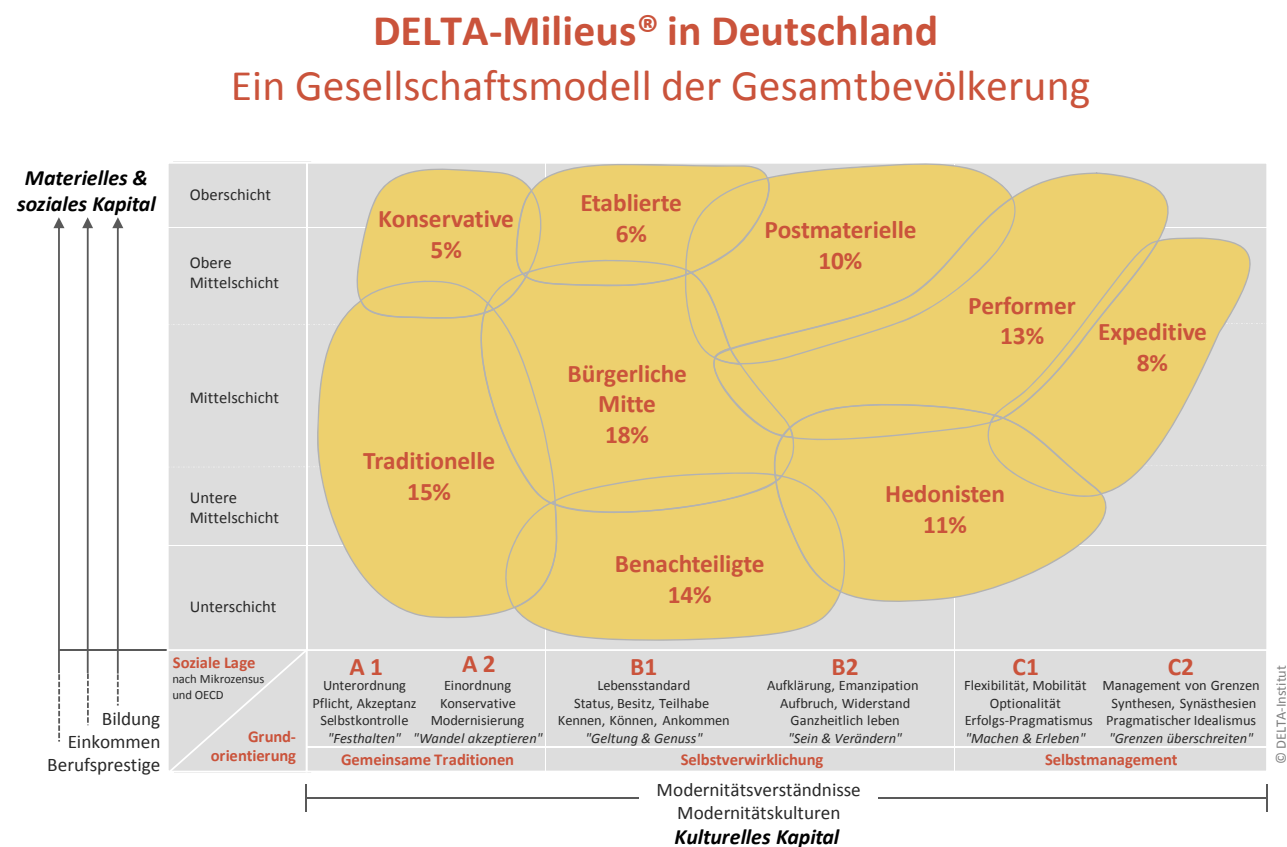 DELTA-Milieus® in Deutschland
Ein Gesellschaftsmodell der Gesamtbevölkerung
Materielles &
soziales Kapital
Oberschicht
Obere
Mittelschicht
Mittelschicht
Untere
Mittelschicht
Unterschicht
Konservative
5%
Etablierte
6%
Postmaterielle
10%
Performer
13%
Expeditive
8%
Bürgerliche
Mitte
18%
Traditionelle
15%
Hedonisten
11%
Benachteiligte
14%
Soziale Lage
nach Mikrozensus
und OECD
Grund-
orientierung
Bildung
Einkommen
Berufsprestige
A 1
Unterordnung
Pflicht, Akzeptanz
Selbstkontrolle
"Festhalten"
A 2
Einordnung
Konservative
Modernisierung
"Wandel akzeptieren"
B1
Lebensstandard
Status, Besitz, Teilhabe
Kennen, Können, Ankommen
"Geltung & Genuss"
B2
Aufklärung, Emanzipation
Aufbruch, Widerstand
Ganzheitlich leben
"Sein & Verändern"
C1
Flexibilität, Mobilität
Optionalität
Erfolgs-Pragmatismus
"Machen & Erleben"
C2
Management von Grenzen
Synthesen, Synästhesien
Pragmatischer Idealismus
"Grenzen überschreiten"
Gemeinsame Traditionen
Selbstverwirklichung
Selbstmanagement
Modernitätsverständnisse
Modernitätskulturen
Kulturelles Kapital
© DELTA-Institut